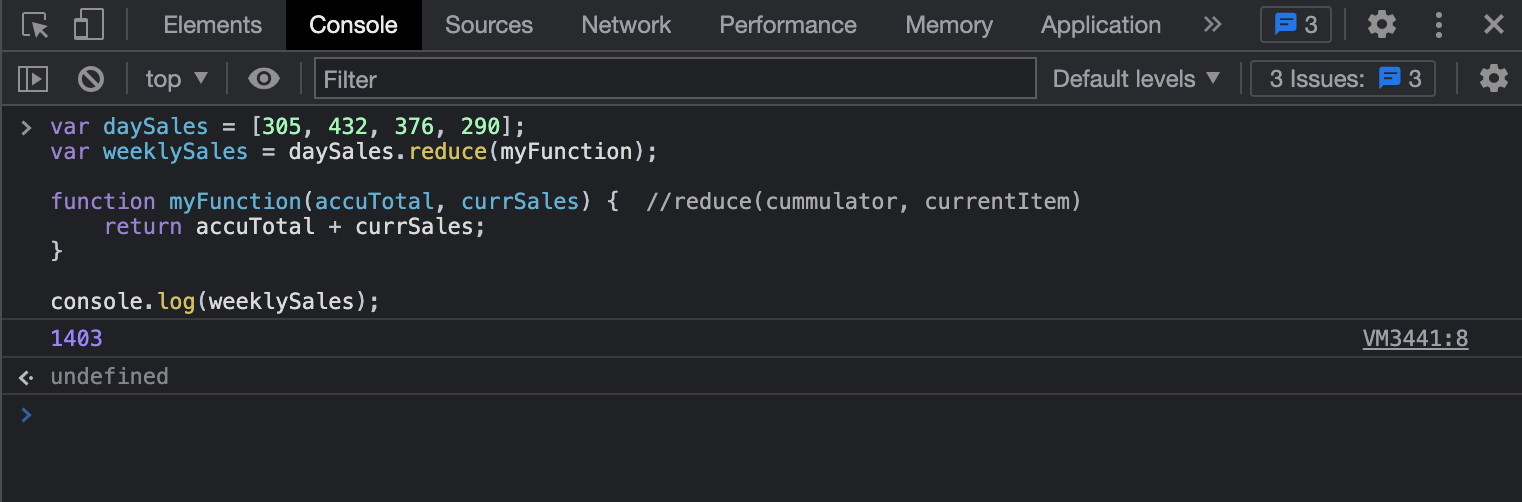 Elements Console Sources Network Performance Memory Application 3
top Filter Default levels 3 Issues: 3
var daySales = [305, 432, 376, 290];
var weeklySales = daySales.reduce(myFunction);
function myFunction(accuTotal, currSales) {  //reduce(cummulator, currentItem)
    return accuTotal + currSales;
}
console.log(weeklySales);
1403 VM3441:8
undefined